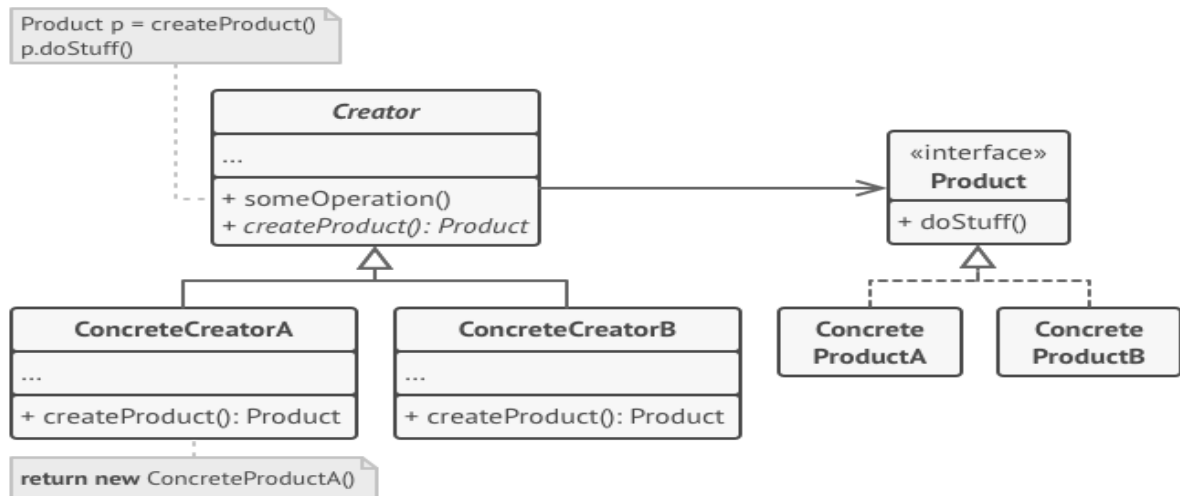 Product p = createProduct()
p.doStuff()
Creator
...
+ someOperation()
+ createProduct(): Product
«interface»
Product
+ doStuff()
ConcreteCreatorA
...
+ createProduct(): Product
ConcreteCreatorB
...
+ createProduct(): Product
Concrete
ProductA
Concrete
ProductB
return new ConcreteProductA()